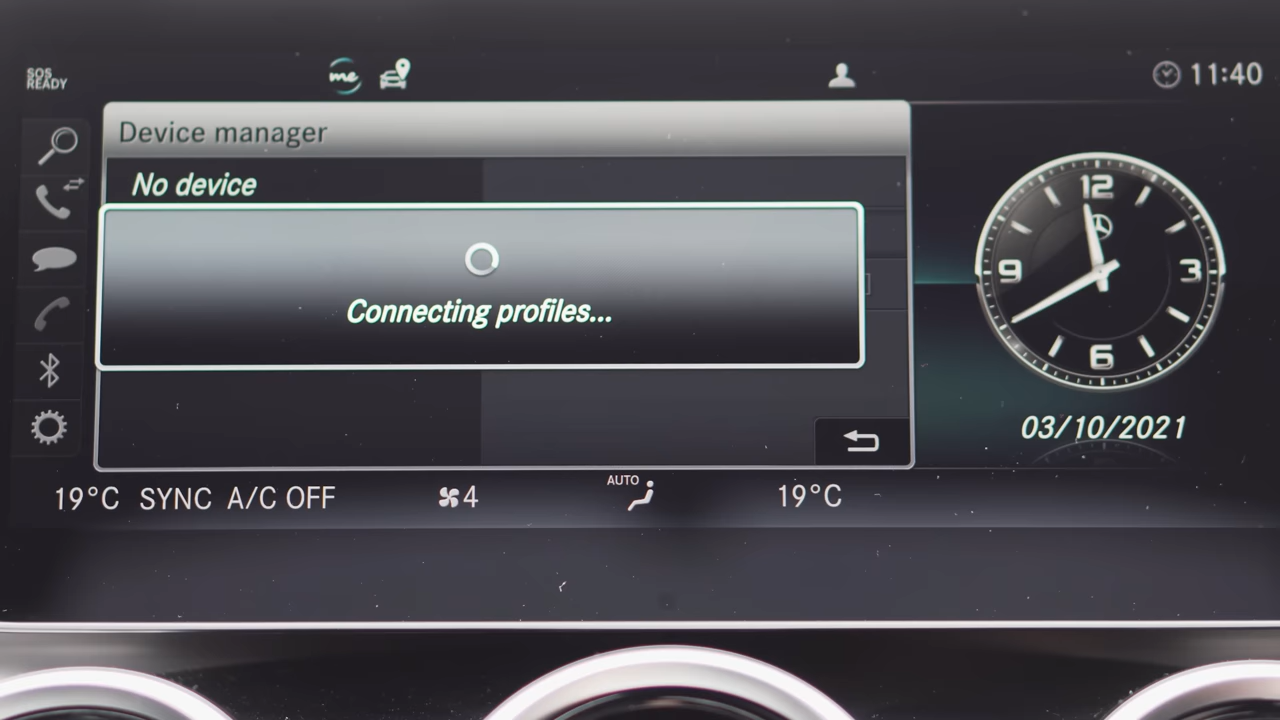 SOS
READY
me
11:40
Device manager
No device
Connecting profiles...
12
9
3
6
03/10/2021
19°C SYNC A/C OFF
4
AUTO
19°C